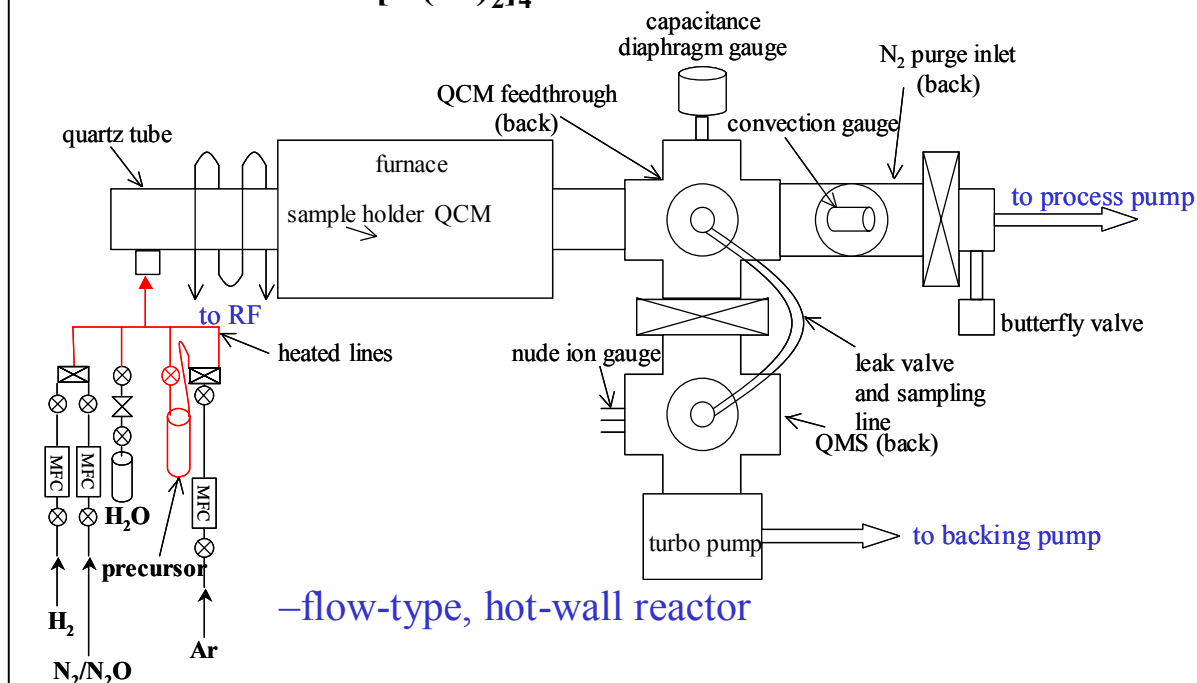 capacitance
diaphragm gauge
N₂ purge inlet
(back)
QCM feedthrough
(back)
convection gauge
quartz tube
furnace
to process pump
sample holder QCM
to RF
heated lines
butterfly valve
nude ion gauge
leak valve
and sampling
line
QMS (back)
MFC
MFC
MFC
H₂O
turbo pump
to backing pump
precursor
–flow-type, hot-wall reactor
H₂
Ar
N₂/N₂O